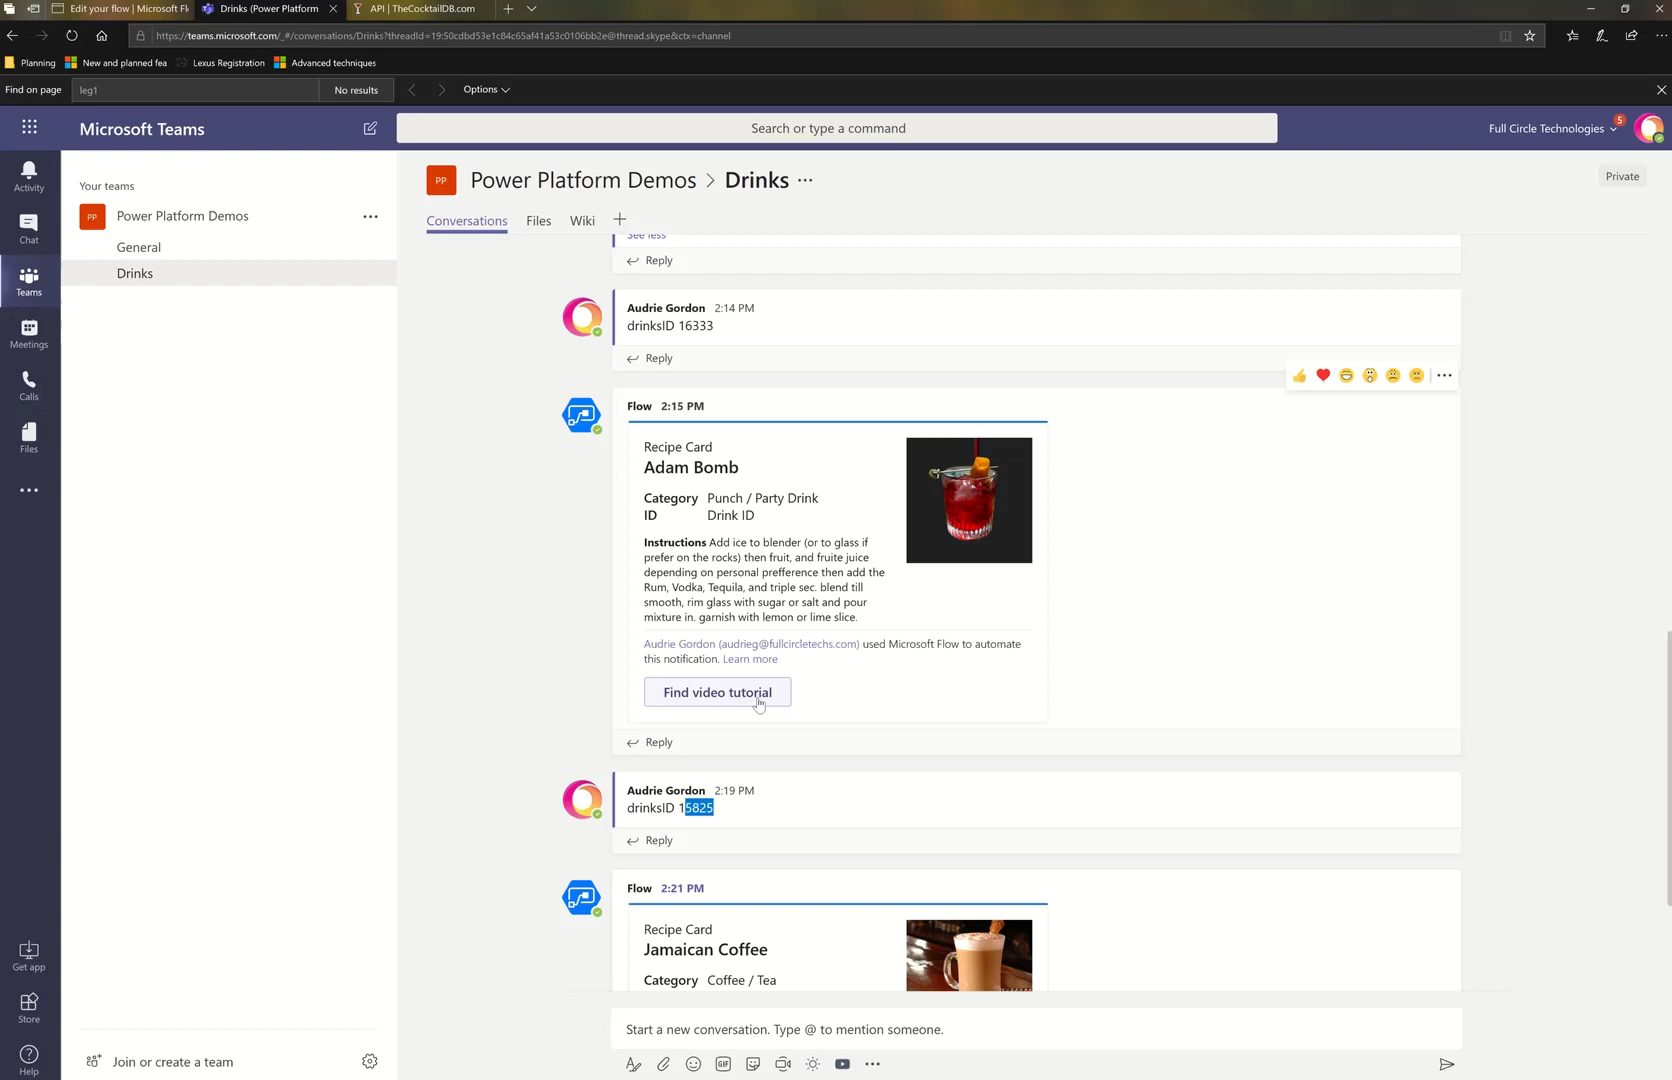 Edit your flow | Microsoft Fl
Drinks (Power Platform
API | TheCocktailDB.com
https://teams.microsoft.com/_#/conversations/Drinks?threadId=19:50cdbd53e1c84c65af41a53c0106bb2e@thread.skype&ctx=channel
Planning
New and planned fea
Lexus Registration
Advanced techniques
Find on page
leg1
No results
Options
Microsoft Teams
Search or type a command
Full Circle Technologies
5
Activity
Chat
Teams
Meetings
Calls
Files
Get app
Store
Help
Your teams
PP Power Platform Demos
General
Drinks
Join or create a team
PP Power Platform Demos > Drinks
Private
Conversations Files Wiki
See less
Reply
Audrie Gordon 2:14 PM
drinksID 16333
Reply
Flow 2:15 PM
Recipe Card
Adam Bomb
Category Punch / Party Drink
ID Drink ID
Instructions Add ice to blender (or to glass if
prefer on the rocks) then fruit, and fruite juice
depending on personal prefference then add the
Rum, Vodka, Tequila, and triple sec. blend till
smooth, rim glass with sugar or salt and pour
mixture in. garnish with lemon or lime slice.
Audrie Gordon (audrieg@fullcircletechs.com) used Microsoft Flow to automate
this notification. Learn more
Find video tutorial
Reply
Audrie Gordon 2:19 PM
drinksID 15825
Reply
Flow 2:21 PM
Recipe Card
Jamaican Coffee
Category Coffee / Tea
Start a new conversation. Type @ to mention someone.
GIF